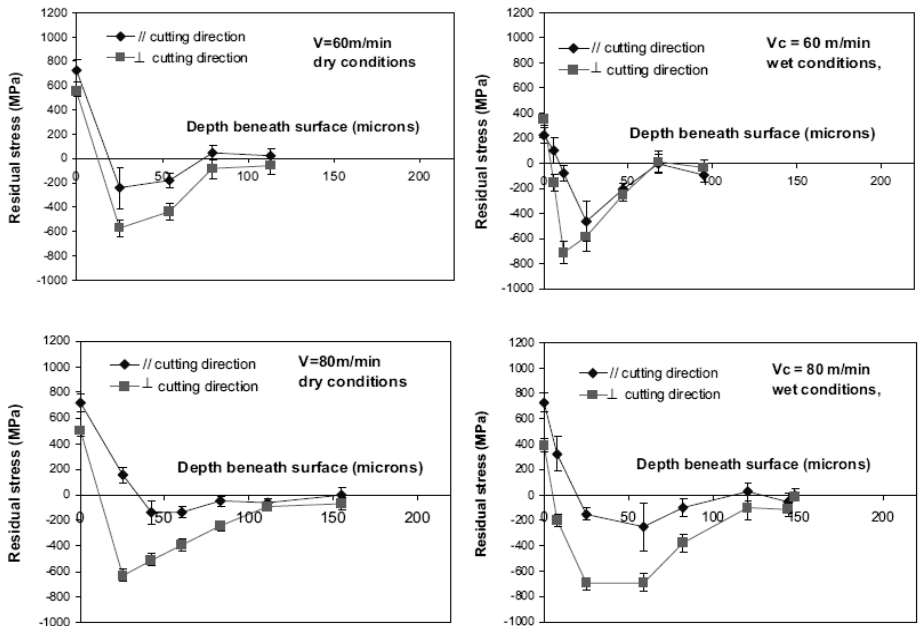 1200
1000
800
600
400
200
0
-200
-400
-600
-800
-1000
Residual stress (MPa)
// cutting direction
⊥ cutting direction
V=60m/min
dry conditions
Depth beneath surface (microns)
0 50 100 150 200
1200
1000
800
600
400
200
0
-200
-400
-600
-800
-1000
Residual stress (MPa)
// cutting direction
⊥ cutting direction
Vc = 60 m/min
wet conditions,
Depth beneath surface (microns)
0 50 100 150 200
1200
1000
800
600
400
200
0
-200
-400
-600
-800
-1000
Residual stress (MPa)
// cutting direction
⊥ cutting direction
V=80m/min
dry conditions
Depth beneath surface (microns)
0 50 100 150 200
1200
1000
800
600
400
200
0
-200
-400
-600
-800
-1000
Residual stress (MPa)
// cutting direction
⊥ cutting direction
Vc = 80 m/min
wet conditions,
Depth beneath surface (microns)
0 50 100 150 200